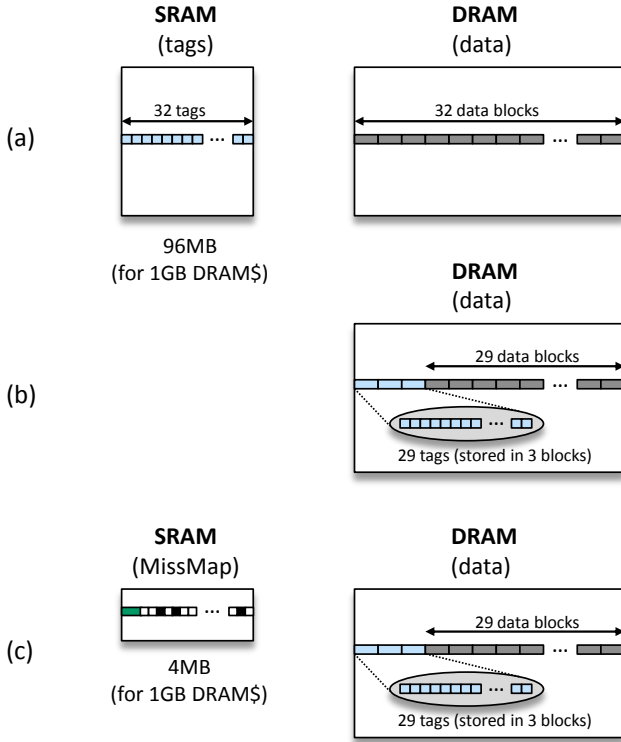 SRAM
(tags)
DRAM
(data)
(a)
32 tags
...
32 data blocks
...
96MB
(for 1GB DRAM$)
DRAM
(data)
(b)
29 data blocks
...
...
29 tags (stored in 3 blocks)
SRAM
(MissMap)
DRAM
(data)
(c)
...
29 data blocks
...
4MB
(for 1GB DRAM$)
...
29 tags (stored in 3 blocks)